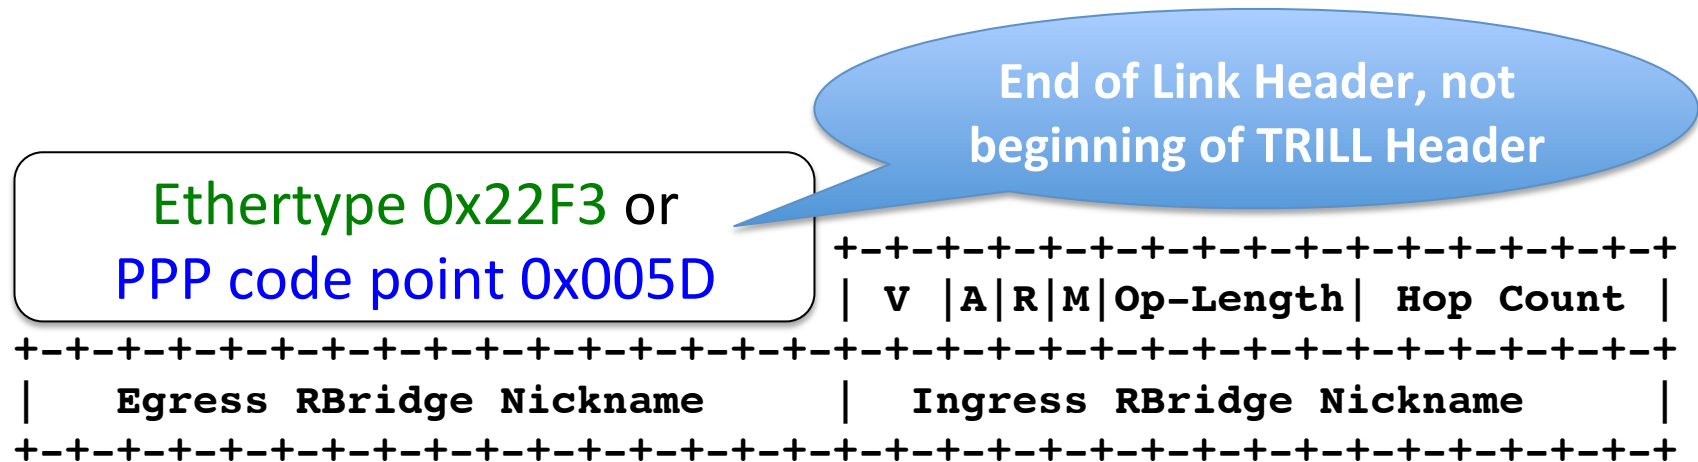 End of Link Header, not
beginning of TRILL Header
Ethertype 0x22F3 or
PPP code point 0x005D
+-+-+-+-+-+-+-+-+-+-+-+-+-+-+-+-+
| V |A|R|M|Op-Length| Hop Count |
+-+-+-+-+-+-+-+-+-+-+-+-+-+-+-+-+-+-+-+-+-+-+-+-+-+-+-+-+-+-+-+-+
| Egress RBridge Nickname | Ingress RBridge Nickname |
+-+-+-+-+-+-+-+-+-+-+-+-+-+-+-+-+-+-+-+-+-+-+-+-+-+-+-+-+-+-+-+-+